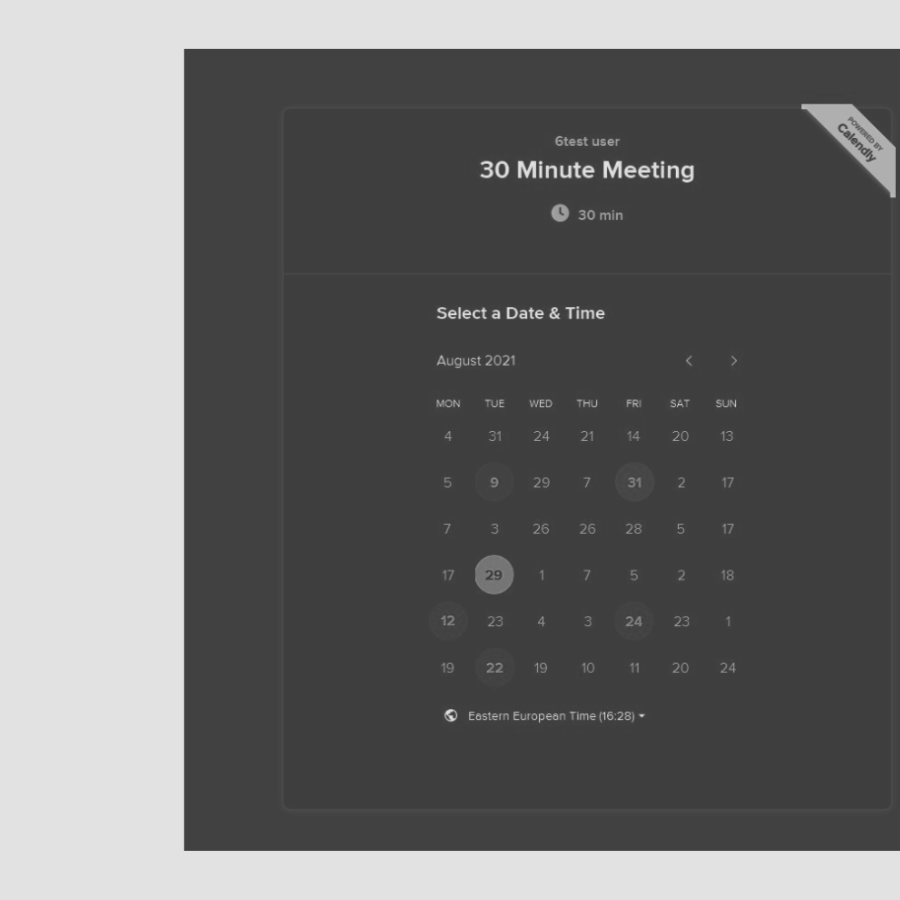 POWERED BY
Calendly
6test user
30 Minute Meeting
30 min
Select a Date & Time
August 2021
MON TUE WED THU FRI SAT SUN
4 31 24 21 14 20 13
5 9 29 7 31 2 17
7 3 26 26 28 5 17
17 29 1 7 5 2 18
12 23 4 3 24 23 1
19 22 19 10 11 20 24
Eastern European Time (16:28)